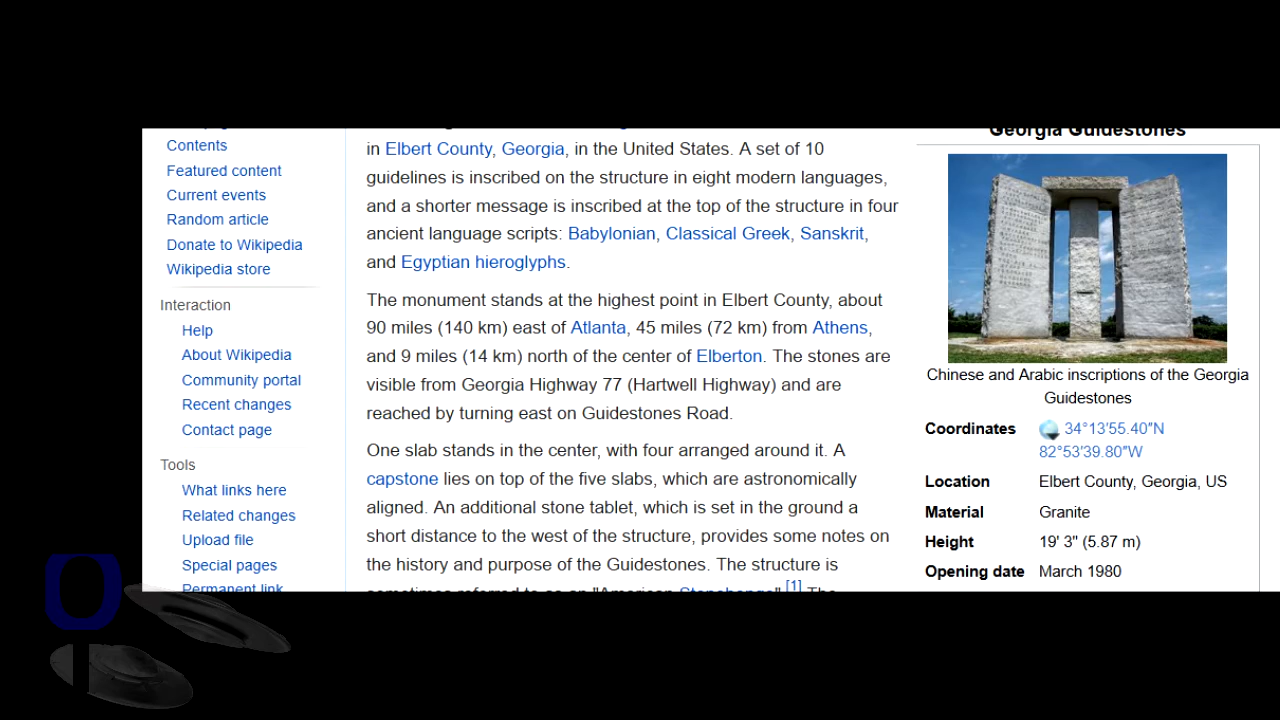 Contents
Featured content
Current events
Random article
Donate to Wikipedia
Wikipedia store
Interaction
Help
About Wikipedia
Community portal
Recent changes
Contact page
Tools
What links here
Related changes
Upload file
Special pages
Permanent link
in Elbert County, Georgia, in the United States. A set of 10
guidelines is inscribed on the structure in eight modern languages,
and a shorter message is inscribed at the top of the structure in four
ancient language scripts: Babylonian, Classical Greek, Sanskrit,
and Egyptian hieroglyphs.
The monument stands at the highest point in Elbert County, about
90 miles (140 km) east of Atlanta, 45 miles (72 km) from Athens,
and 9 miles (14 km) north of the center of Elberton. The stones are
visible from Georgia Highway 77 (Hartwell Highway) and are
reached by turning east on Guidestones Road.
One slab stands in the center, with four arranged around it. A
capstone lies on top of the five slabs, which are astronomically
aligned. An additional stone tablet, which is set in the ground a
short distance to the west of the structure, provides some notes on
the history and purpose of the Guidestones. The structure is
sometimes referred to as an "American Stonehenge".[1] The
Georgia Guidestones
Chinese and Arabic inscriptions of the Georgia
Guidestones
Coordinates 34°13′55.40″N
82°53′39.80″W
Location Elbert County, Georgia, US
Material Granite
Height 19' 3" (5.87 m)
Opening date March 1980